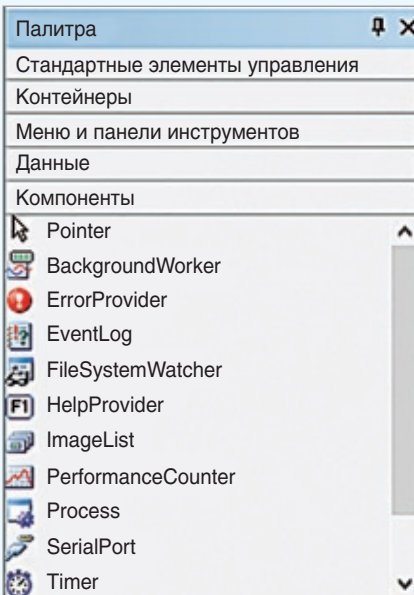 Палитра
Стандартные элементы управления
Контейнеры
Меню и панели инструментов
Данные
Компоненты
Pointer
BackgroundWorker
ErrorProvider
EventLog
FileSystemWatcher
F1 HelpProvider
ImageList
PerformanceCounter
Process
SerialPort
Timer